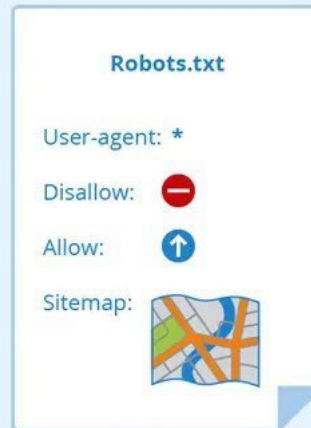 Robots.txt
User-agent: *
Disallow:
Allow:
Sitemap: